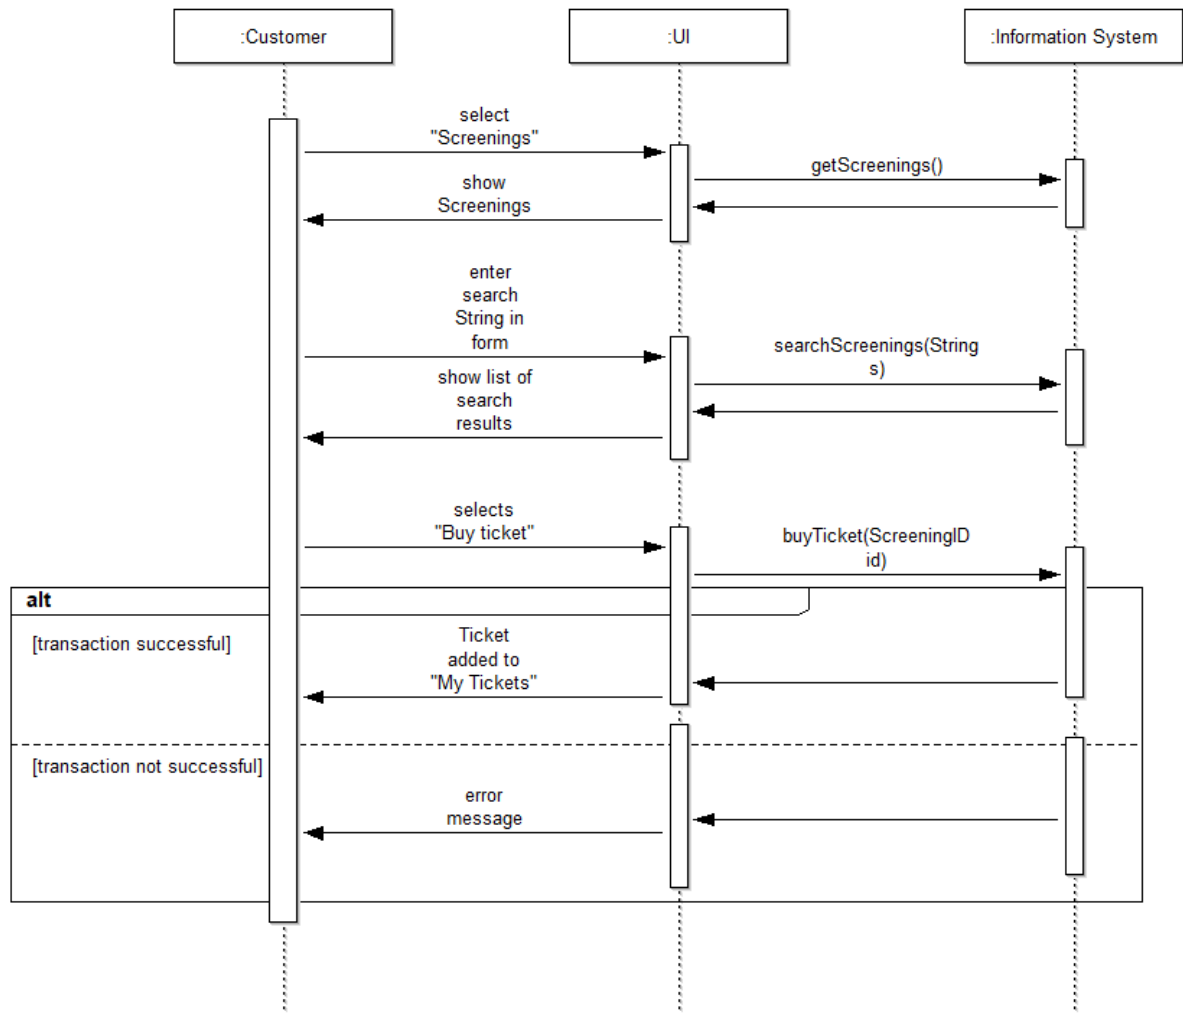 :Customer
:UI
:Information System
select
"Screenings"
getScreenings()
show
Screenings
enter
search
String in
form
searchScreenings(String
s)
show list of
search
results
selects
"Buy ticket"
buyTicket(ScreeningID
id)
alt
[transaction successful]
Ticket
added to
"My Tickets"
[transaction not successful]
error
message